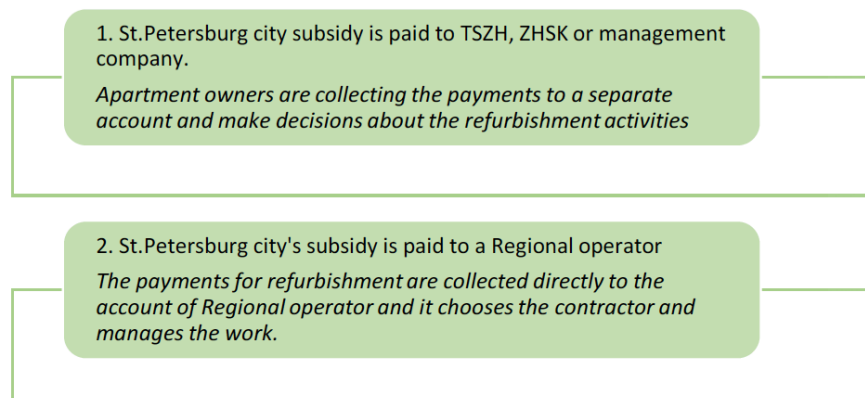 1. St.Petersburg city subsidy is paid to TSZH, ZHSK or management
company.
Apartment owners are collecting the payments to a separate
account and make decisions about the refurbishment activities
2. St.Petersburg city's subsidy is paid to a Regional operator
The payments for refurbishment are collected directly to the
account of Regional operator and it chooses the contractor and
manages the work.